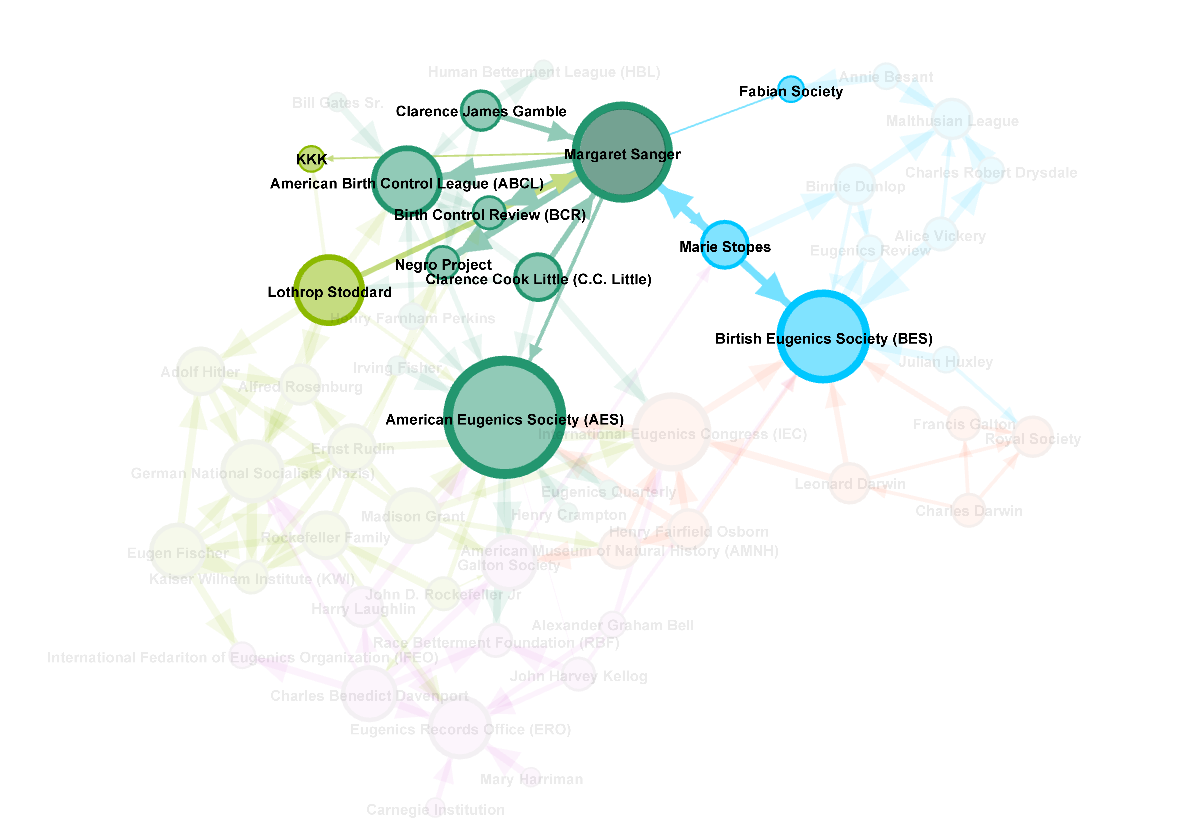 Human Betterment League (HBL)
Annie Besant
Fabian Society
Bill Gates Sr.
Clarence James Gamble
Malthusian League
Margaret Sanger
KKK
Charles Robert Drysdale
American Birth Control League (ABCL)
Binnie Dunlop
Birth Control Review (BCR)
Alice Vickery
Marie Stopes
Eugenics Review
Negro Project
Clarence Cook Little (C.C. Little)
Lothrop Stoddard
Henry Farnham Perkins
Birtish Eugenics Society (BES)
Julian Huxley
Irving Fisher
Adolf Hitler
Alfred Rosenburg
American Eugenics Society (AES)
Francis Galton
International Eugenics Congress (IEC)
Royal Society
Ernst Rudin
German National Socialists (Nazis)
Leonard Darwin
Eugenics Quarterly
Charles Darwin
Henry Crampton
Madison Grant
Henry Fairfield Osborn
Rockefeller Family
Eugen Fischer
American Museum of Natural History (AMNH)
Galton Society
Kaiser Wilhem Institute (KWI)
John D. Rockefeller Jr
Harry Laughlin
Alexander Graham Bell
Race Betterment Foundation (RBF)
International Fedariton of Eugenics Organization (IFEO)
John Harvey Kellog
Charles Benedict Davenport
Eugenics Records Office (ERO)
Mary Harriman
Carnegie Institution